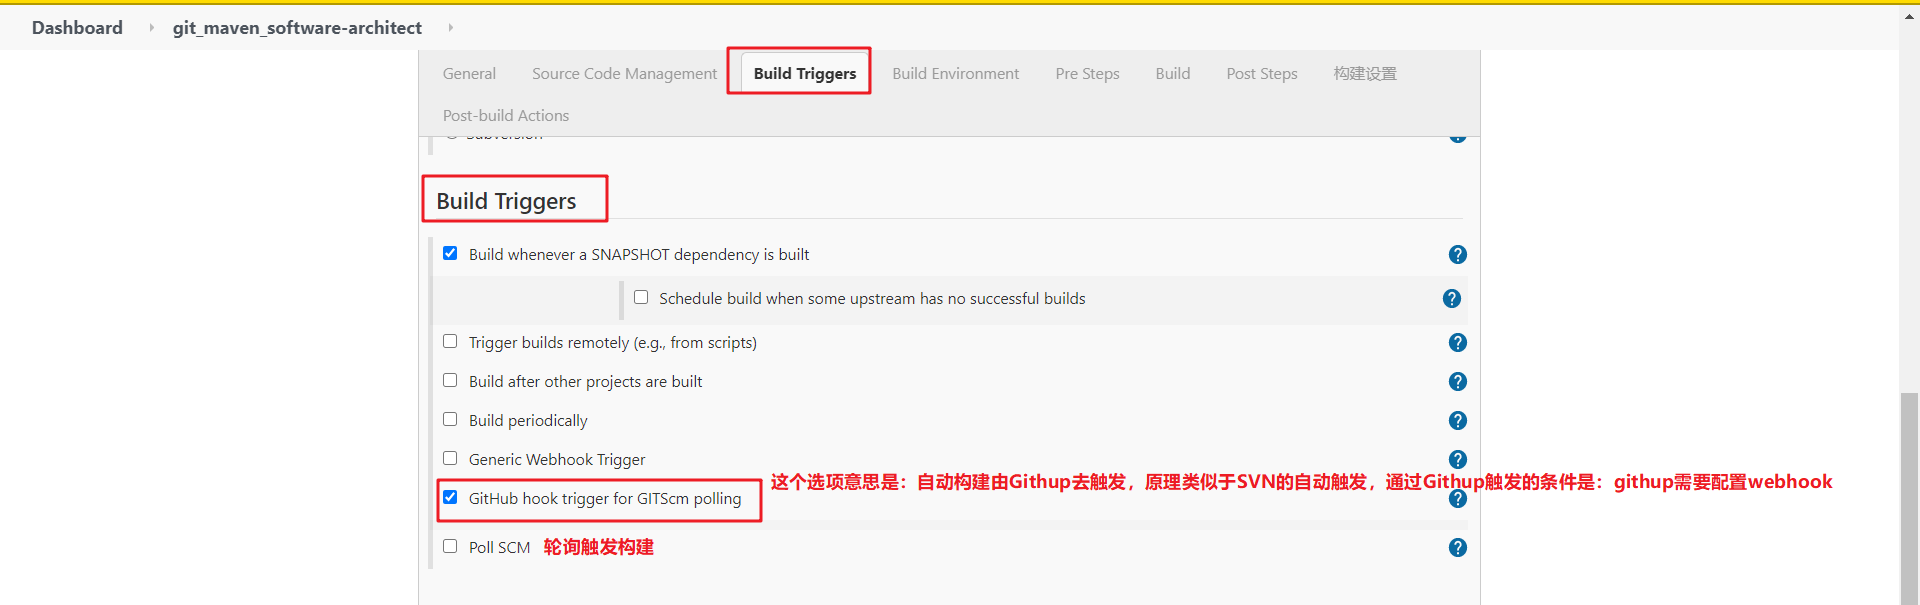 Dashboard git_maven_software-architect
General Source Code Management Build Triggers Build Environment Pre Steps Build Post Steps 构建设置
Post-build Actions
Subversion
Build Triggers
Build whenever a SNAPSHOT dependency is built
Schedule build when some upstream has no successful builds
Trigger builds remotely (e.g., from scripts)
Build after other projects are built
Build periodically
Generic Webhook Trigger
这个选项意思是：自动构建由Githup去触发，原理类似于SVN的自动触发，通过Githup触发的条件是：githup需要配置webhook
GitHub hook trigger for GITScm polling
Poll SCM 轮询触发构建